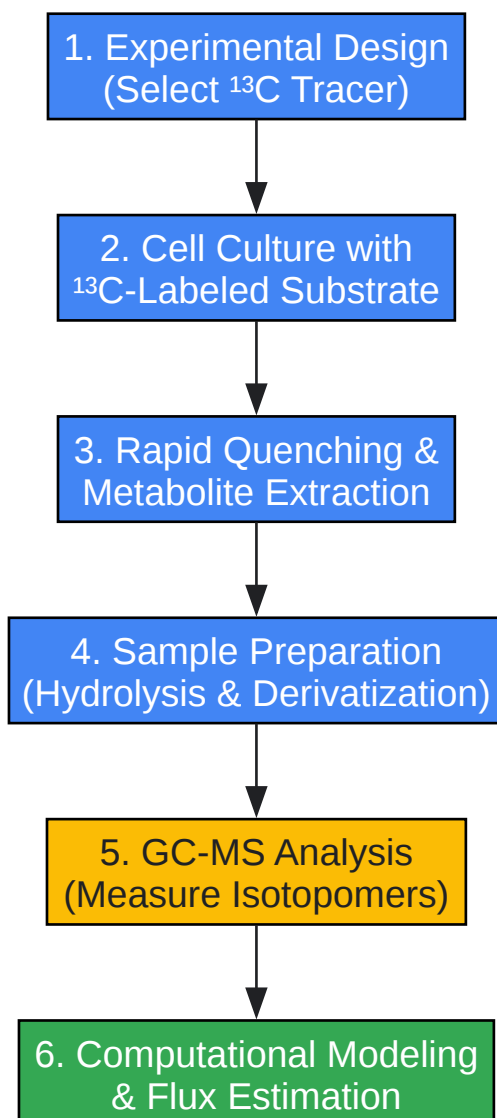 1. Experimental Design
(Select ¹³C Tracer)
2. Cell Culture with
¹³C-Labeled Substrate
3. Rapid Quenching &
Metabolite Extraction
4. Sample Preparation
(Hydrolysis & Derivatization)
5. GC-MS Analysis
(Measure Isotopomers)
6. Computational Modeling
& Flux Estimation